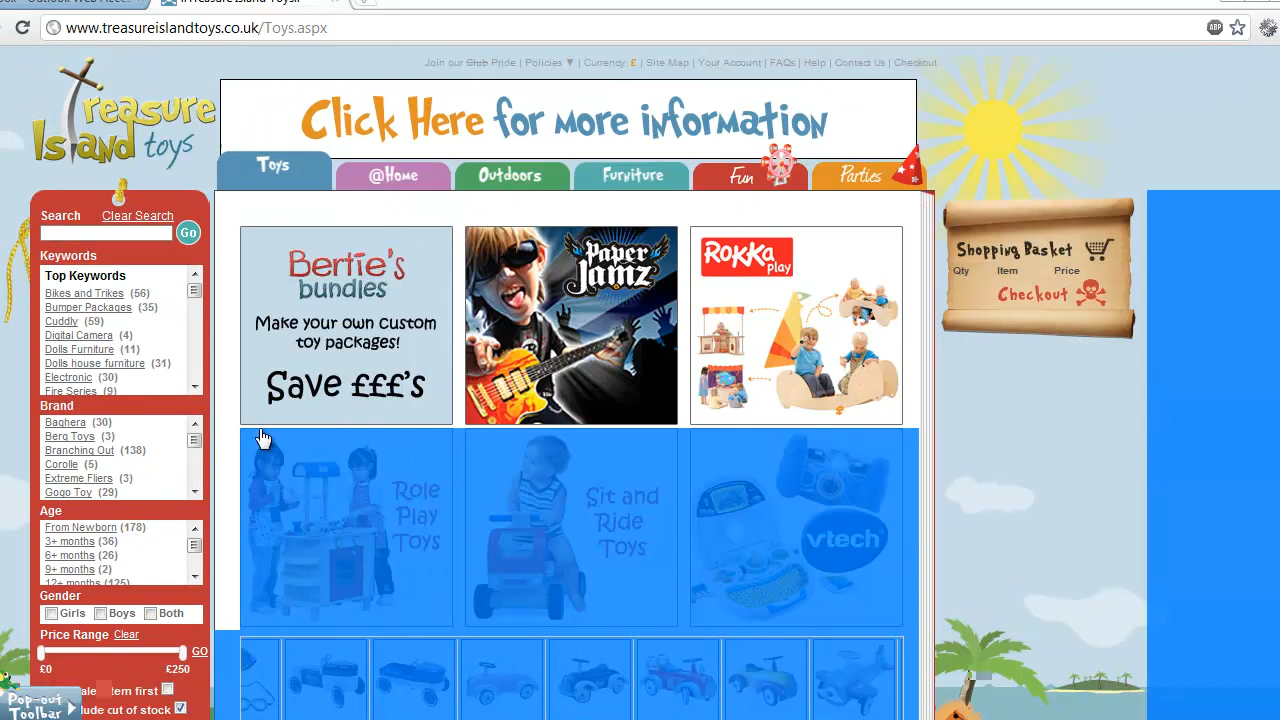 www.treasureislandtoys.co.uk/Toys.aspx
ABP
Join our Club Pride | Policies ▼ | Currency: £ | Site Map | Your Account | FAQs | Help | Contact Us | Checkout
Treasure
Island
toys
Click Here for more information
Toys
@Home
Outdoors
Furniture
Fun
Parties
Search
Clear Search
Go
Keywords
Top Keywords
Bikes and Trikes (56)
Bumper Packages (35)
Cuddly (59)
Digital Camera (4)
Dolls Furniture (11)
Dolls house furniture (31)
Electronic (30)
Fire Series (9)
Brand
Baghera (30)
Berg Toys (3)
Branching Out (138)
Corolle (5)
Extreme Fliers (3)
Gogo Toy (29)
Age
From Newborn (178)
3+ months (36)
6+ months (26)
9+ months (2)
12+ months (125)
Gender
Girls
Boys
Both
Price Range
Clear
GO
£0
£250
item first
cut of stock
Pop-out
Toolbar
Bertie's
bundles
Make your own custom
toy packages!
Save £££'s
Paper
Jamz
Rokka
play
Role
Play
Toys
Sit and
Ride
Toys
vtech
Shopping Basket
Qty
Item
Price
Checkout